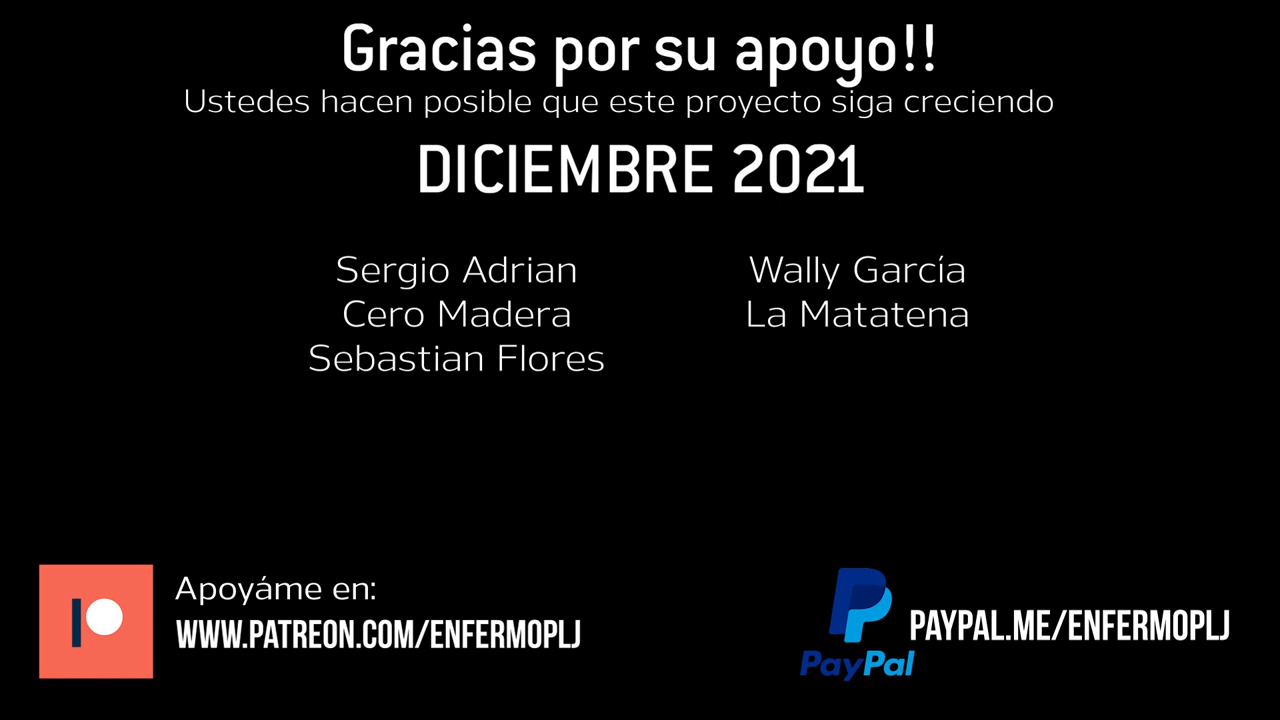 Gracias por su apoyo!!
Ustedes hacen posible que este proyecto siga creciendo
DICIEMBRE 2021
Sergio Adrian
Cero Madera
Sebastian Flores
Wally García
La Matatena
Apoyáme en:
WWW.PATREON.COM/ENFERMOPLJ
PayPal
PAYPAL.ME/ENFERMOPLJ